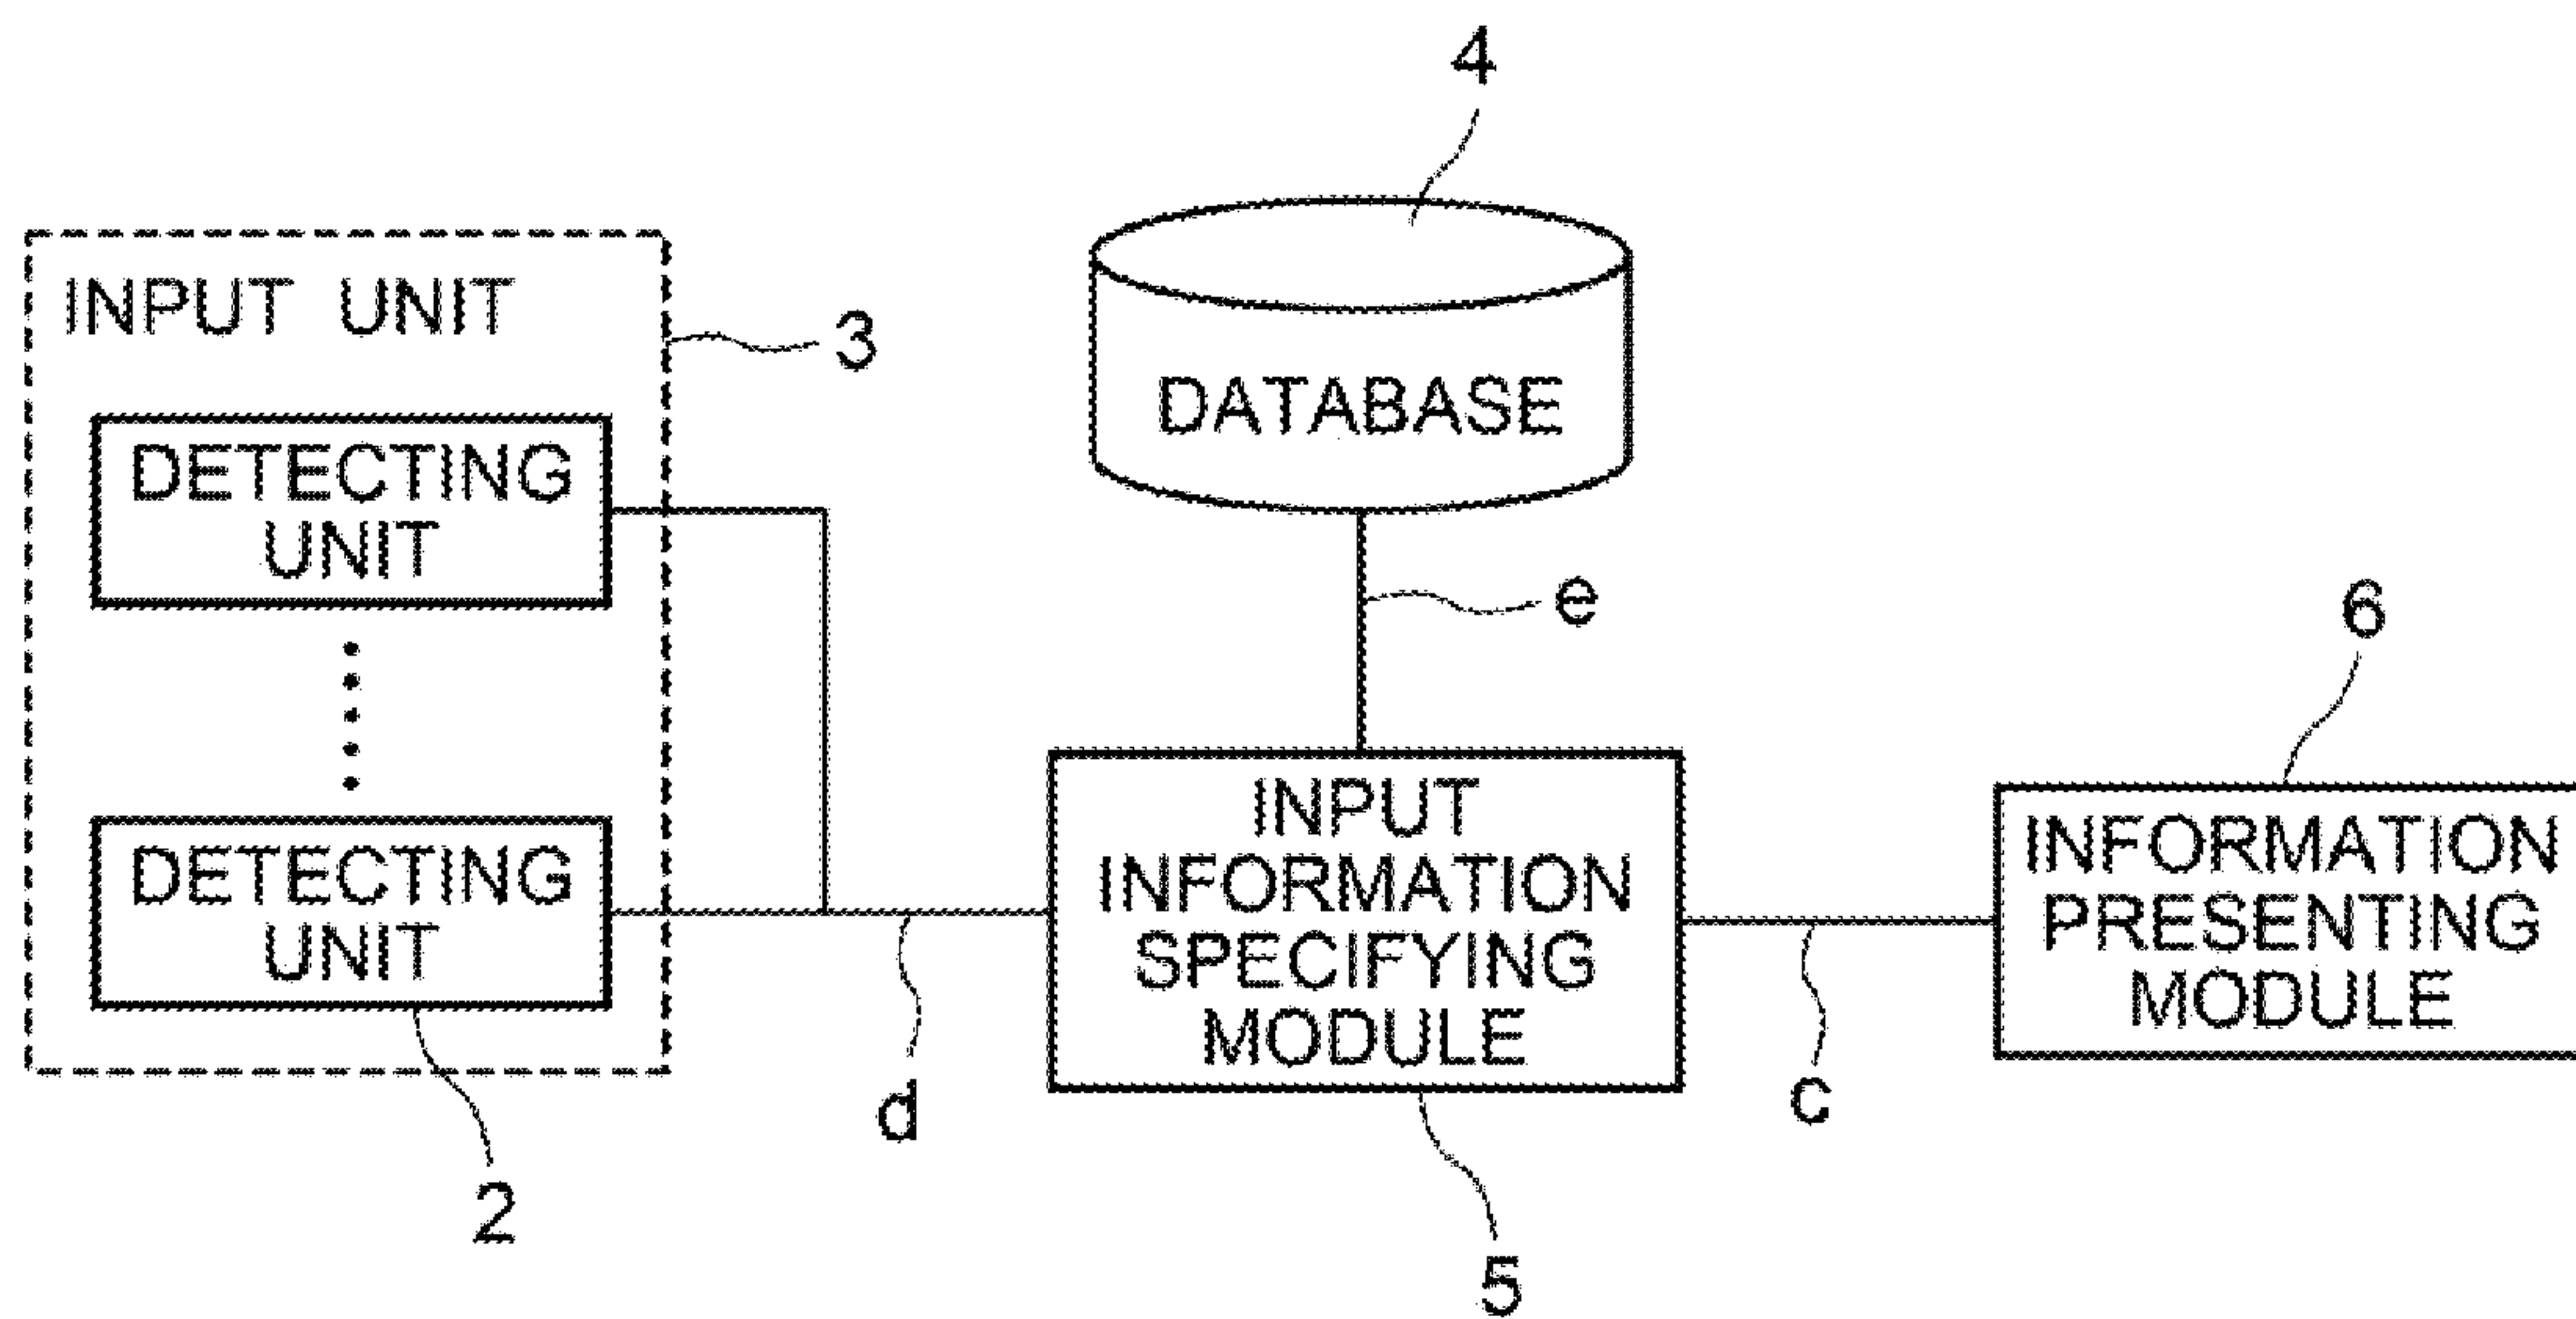 4
INPUT UNIT
3
DETECTING
UNIT
DATABASE
e
6
DETECTING
UNIT
INPUT
INFORMATION
SPECIFYING
MODULE
INFORMATION
PRESENTING
MODULE
d
c
2
5